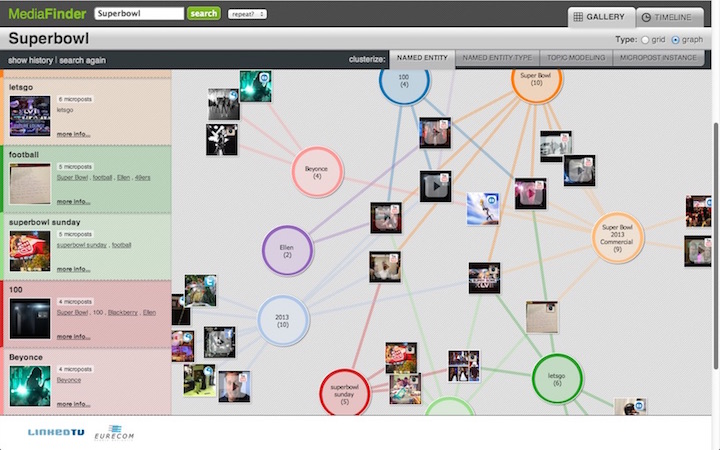 MediaFinder
Superbowl
search
repeat?
GALLERY
TIMELINE
Superbowl
Type: grid graph
show history | search again
clusterize:
NAMED ENTITY
NAMED ENTITY TYPE
TOPIC MODELING
MICROPOST INSTANCE
letsgo
6 microposts
letsgo
more info...
football
5 microposts
Super Bowl , football , Ellen , 49ers
more info...
superbowl sunday
5 microposts
superbowl sunday , football
more info...
100
4 microposts
Super Bowl , 100 , Blackberry , Ellen
more info...
Beyonce
4 microposts
Beyonce
more info...
100
(4)
Super Bowl
(10)
Beyonce
(4)
Ellen
(2)
Super Bowl
2013
Commercial
(9)
2013
(10)
superbowl
sunday
(5)
letsgo
(6)
LINKEDTV
EURECOM